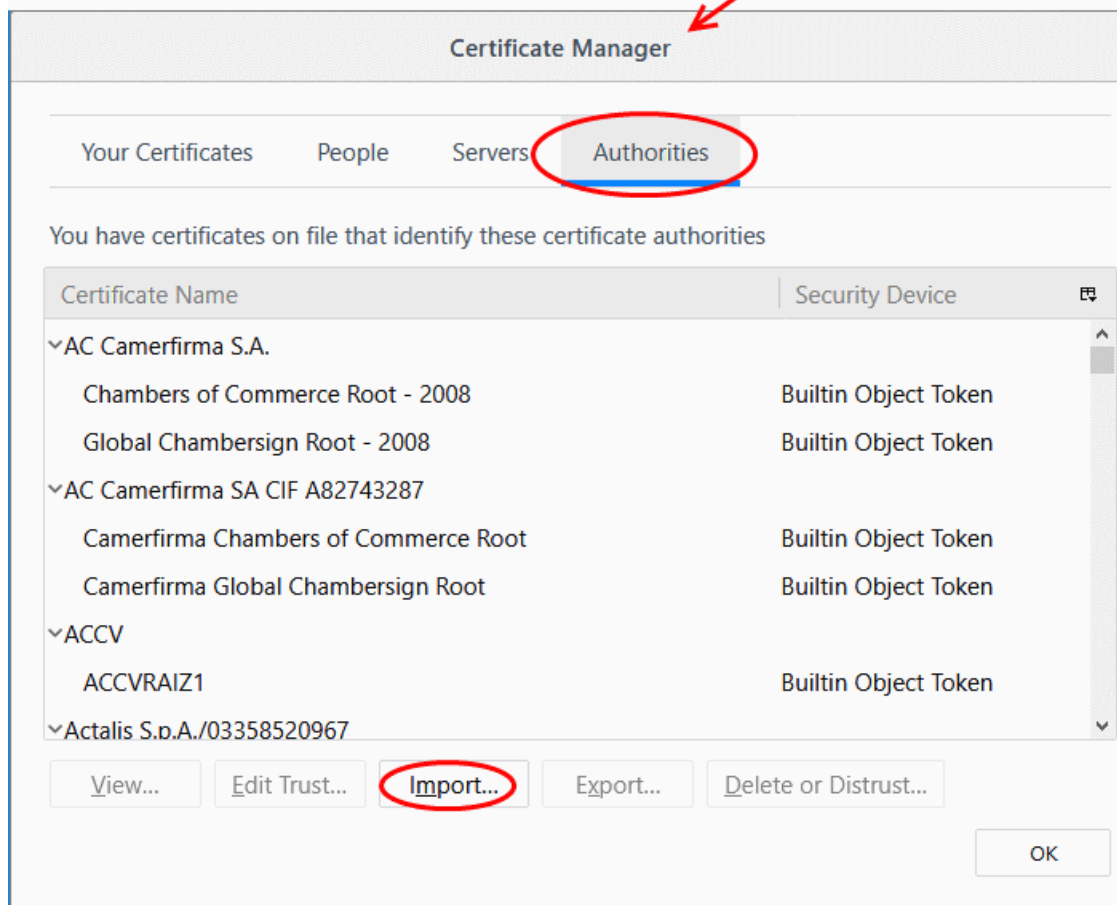 Certificate Manager
Your Certificates People Servers Authorities
You have certificates on file that identify these certificate authorities
Certificate Name Security Device
AC Camerfirma S.A.
Chambers of Commerce Root - 2008 Builtin Object Token
Global Chambersign Root - 2008 Builtin Object Token
AC Camerfirma SA CIF A82743287
Camerfirma Chambers of Commerce Root Builtin Object Token
Camerfirma Global Chambersign Root Builtin Object Token
ACCV
ACCVRAIZ1 Builtin Object Token
Actalis S.p.A./03358520967
View... Edit Trust... Import... Export... Delete or Distrust...
OK